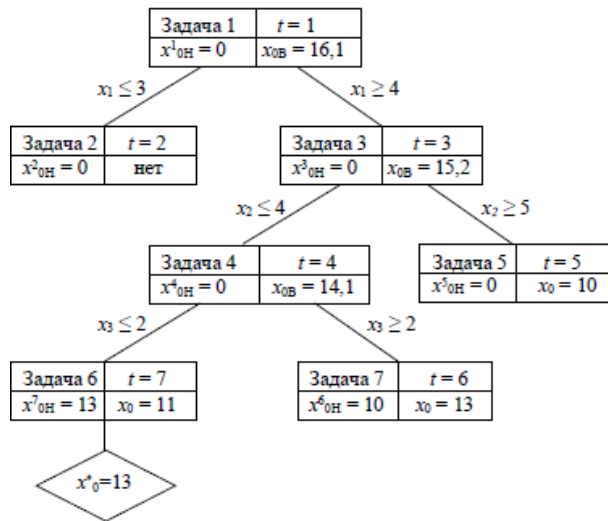 Задача 1 t = 1
x¹₀ₙ = 0 x₀ᵦ = 16,1
x₁ ≤ 3 x₁ ≥ 4
Задача 2 t = 2 Задача 3 t = 3
x²₀Н = 0 нет x³₀Н = 0 x₀В = 15,2
x₂ ≤ 4 x₂ ≥ 5
Задача 4 t = 4 Задача 5 t = 5
x⁴₀Н = 0 x₀В = 14,1 x⁵₀Н = 0 x₀ = 10
x₃ ≤ 2 x₃ ≥ 2
Задача 6 t = 7 Задача 7 t = 6
x⁷₀Н = 13 x₀ = 11 x⁶₀Н = 10 x₀ = 13
x*₀=13